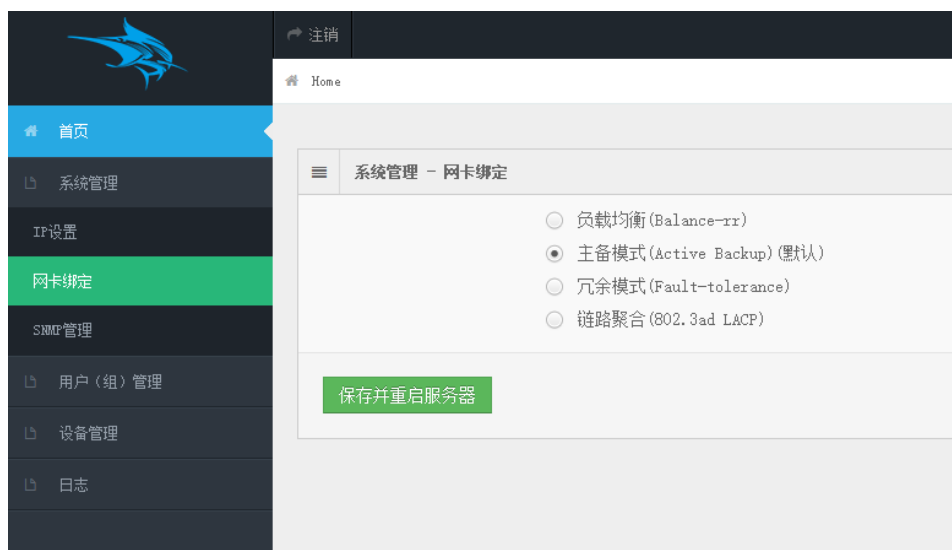 注销
Home
首页
系统管理
IP设置
网卡绑定
SNMP管理
用户（组）管理
设备管理
日志
系统管理 - 网卡绑定
负载均衡(Balance-rr)
主备模式(Active Backup)(默认)
冗余模式(Fault-tolerance)
链路聚合(802.3ad LACP)
保存并重启服务器